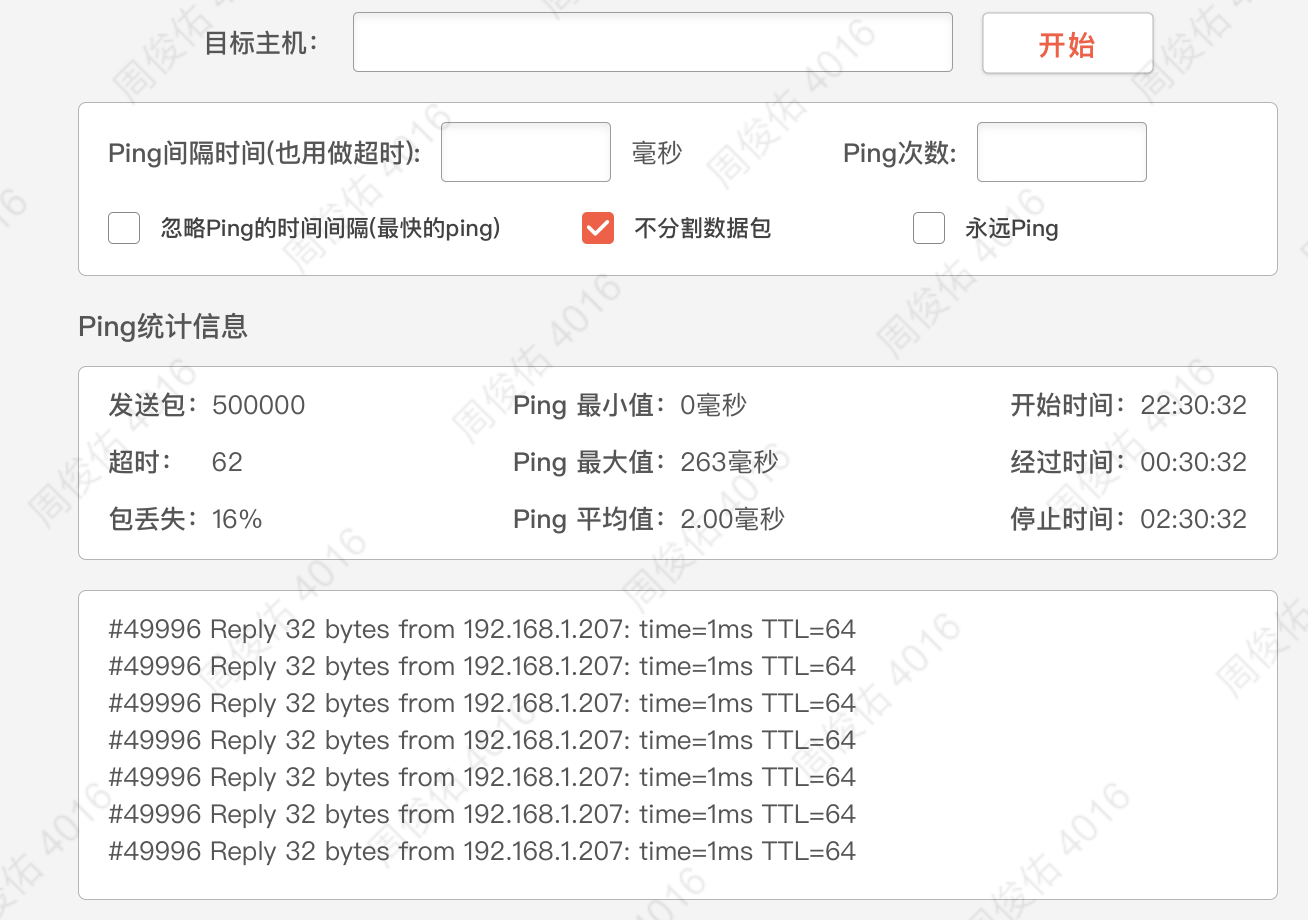 目标主机：
开始
Ping间隔时间(也用做超时): 毫秒 Ping次数:
忽略Ping的时间间隔(最快的ping) 不分割数据包 永远Ping
Ping统计信息
发送包：500000 Ping 最小值：0毫秒 开始时间：22:30:32
超时： 62 Ping 最大值：263毫秒 经过时间：00:30:32
包丢失：16% Ping 平均值：2.00毫秒 停止时间：02:30:32
#49996 Reply 32 bytes from 192.168.1.207: time=1ms TTL=64
#49996 Reply 32 bytes from 192.168.1.207: time=1ms TTL=64
#49996 Reply 32 bytes from 192.168.1.207: time=1ms TTL=64
#49996 Reply 32 bytes from 192.168.1.207: time=1ms TTL=64
#49996 Reply 32 bytes from 192.168.1.207: time=1ms TTL=64
#49996 Reply 32 bytes from 192.168.1.207: time=1ms TTL=64
#49996 Reply 32 bytes from 192.168.1.207: time=1ms TTL=64
周俊佑 4016